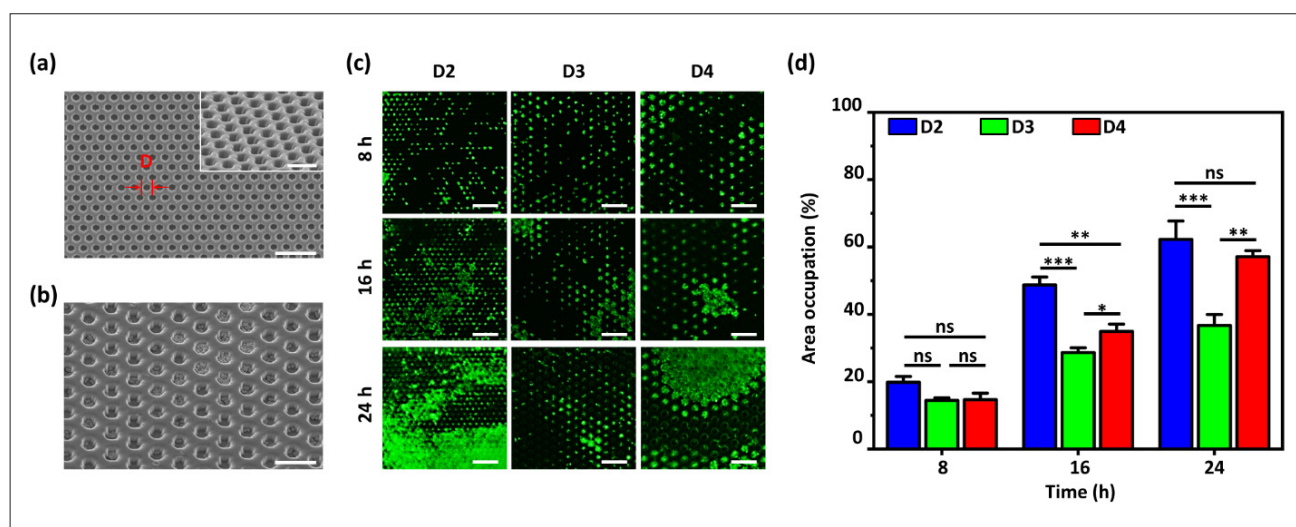 (a)
D
(b)
(c)
D2 D3 D4
8 h
16 h
24 h
(d)
100
80
60
40
20
0
Area occupation (%)
D2 D3 D4
ns
ns ns
**
***
*
ns
***
**
8 16 24
Time (h)